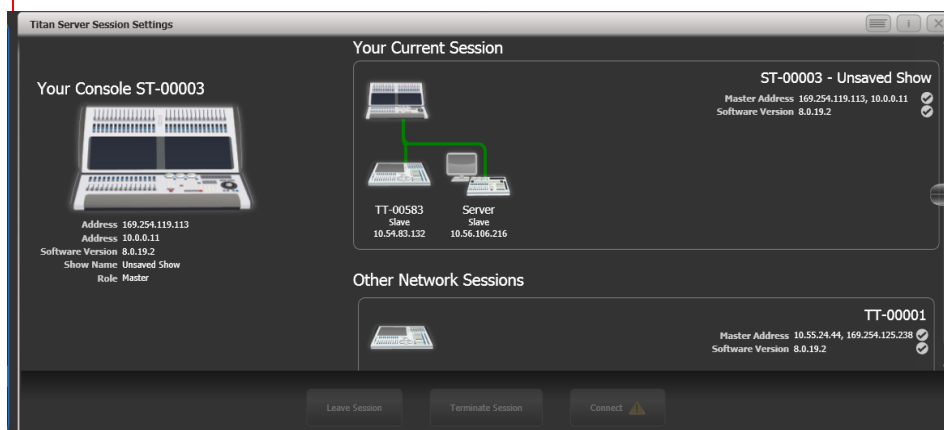 Titan Server Session Settings
i
Your Console ST-00003
Address 169.254.119.113
Address 10.0.0.11
Software Version 8.0.19.2
Show Name Unsaved Show
Role Master
Your Current Session
ST-00003 - Unsaved Show
Master Address 169.254.119.113, 10.0.0.11
Software Version 8.0.19.2
TT-00583
Slave
10.54.83.132
Server
Slave
10.56.106.216
Other Network Sessions
TT-00001
Master Address 10.55.24.44, 169.254.125.238
Software Version 8.0.19.2
Leave Session
Terminate Session
Connect